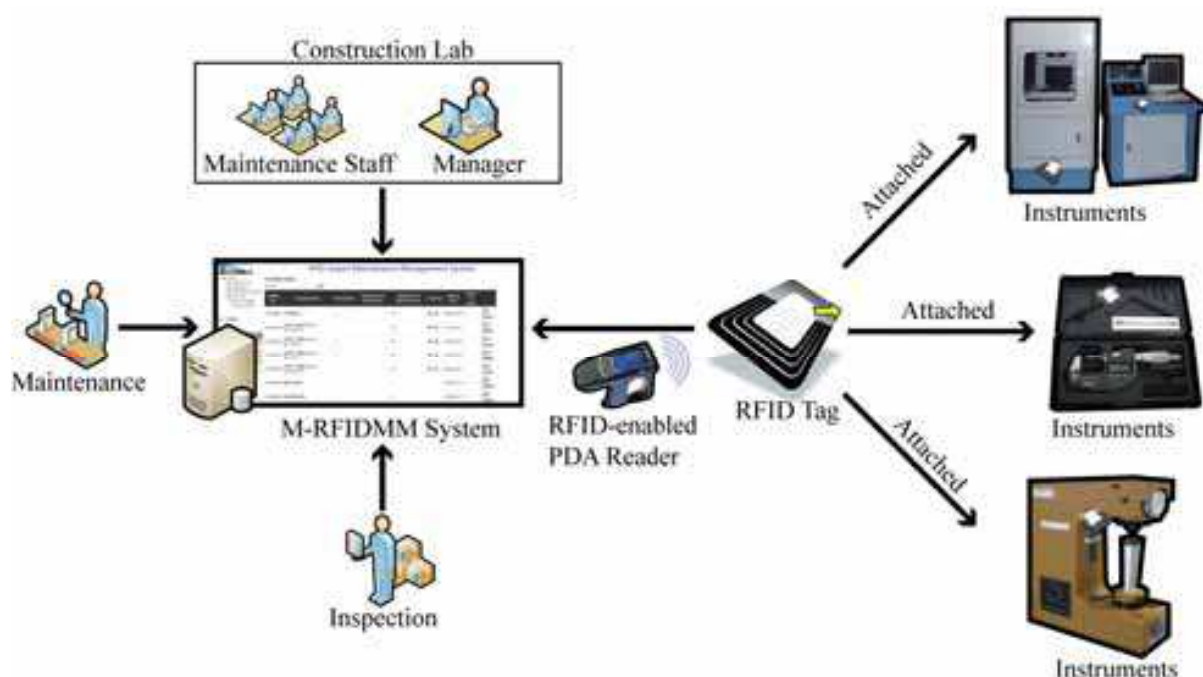 Construction Lab
Maintenance Staff
Manager
Attached
Instruments
Maintenance
M-RFIDMM System
RFID-enabled
PDA Reader
RFID Tag
Attached
Instruments
Attached
Inspection
Instruments